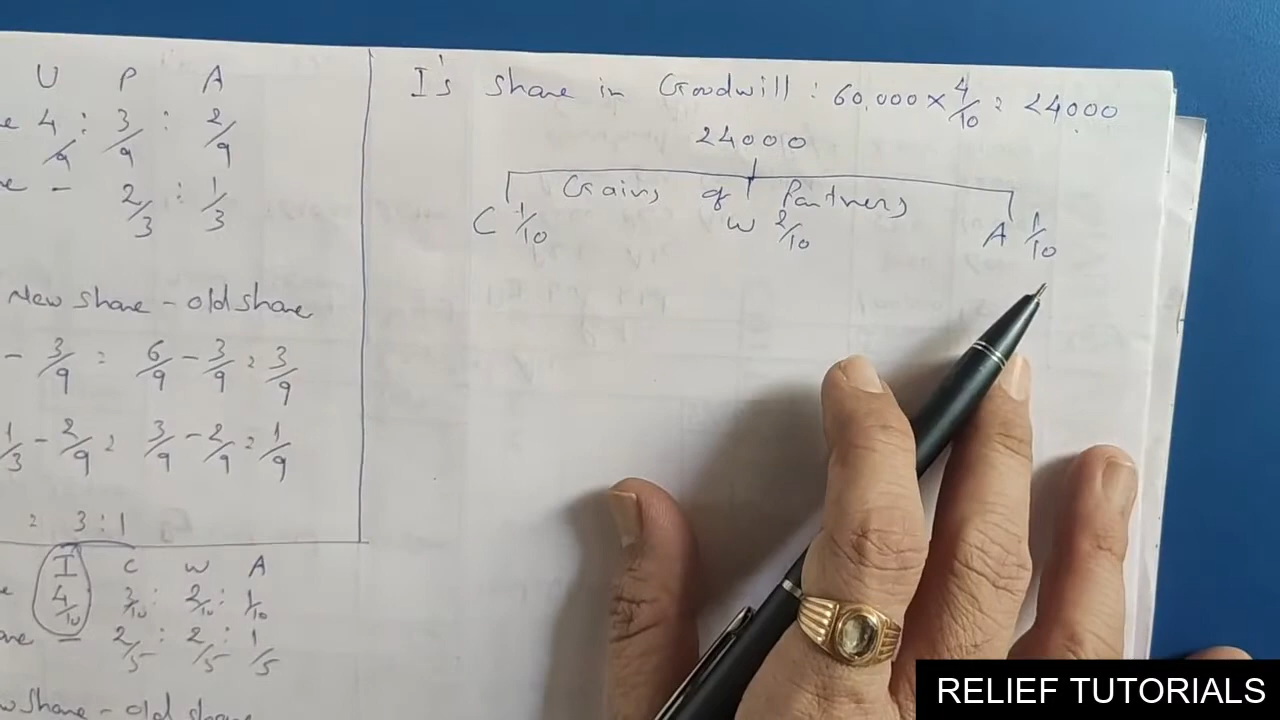 U P A
4/9 : 3/9 : 2/9
- 2/3 : 1/3
New share - old share
- 3/9 = 6/9 - 3/9 = 3/9
1/3 - 2/9 = 3/9 - 2/9 = 1/9
= 3:1
I C W A
4/10 3/10 : 2/10 : 1/10
- 2/5 : 2/5 : 1/5
share - old share
I's share in Goodwill : 60,000 × 4/10 = 24000
24000
Gains of Partners
C 1/10 W 2/10 A 1/10
RELIEF TUTORIALS